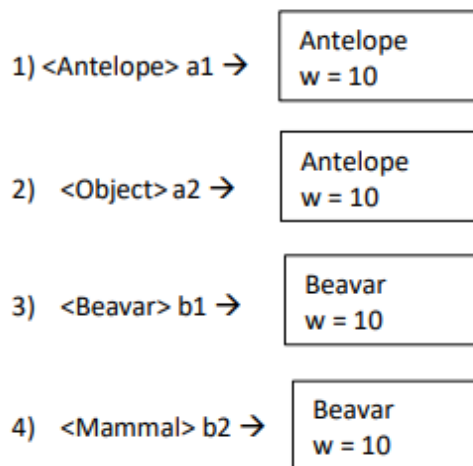 1) <Antelope> a1 →
Antelope
w = 10
2) <Object> a2 →
Antelope
w = 10
3) <Beavar> b1 →
Beavar
w = 10
4) <Mammal> b2 →
Beavar
w = 10